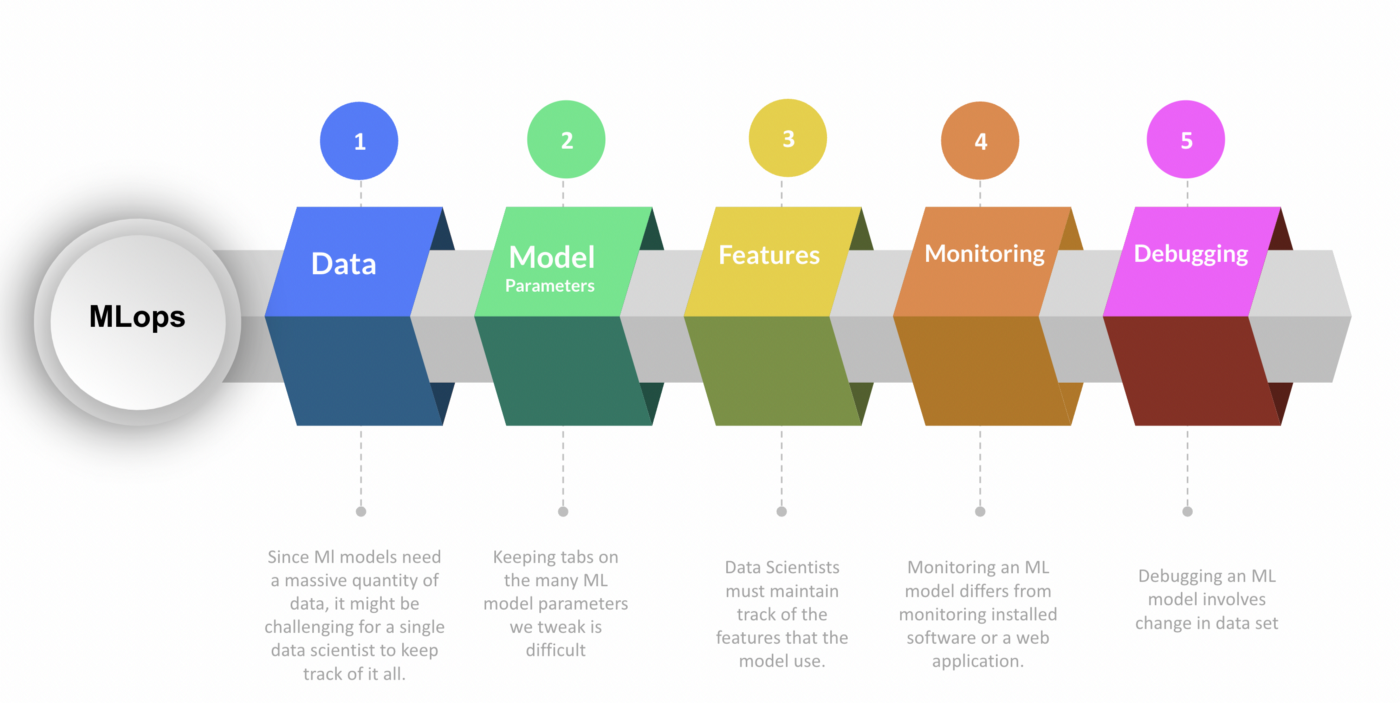 1
2
3
4
5
MLops
Data
Model
Parameters
Features
Monitoring
Debugging
Since Ml models need
a massive quantity of
data, it might be
challenging for a single
data scientist to keep
track of it all.
Keeping tabs on
the many ML
model parameters
we tweak is
difficult
Data Scientists
must maintain
track of the
features that the
model use.
Monitoring an ML
model differs from
monitoring installed
software or a web
application.
Debugging an ML
model involves
change in data set